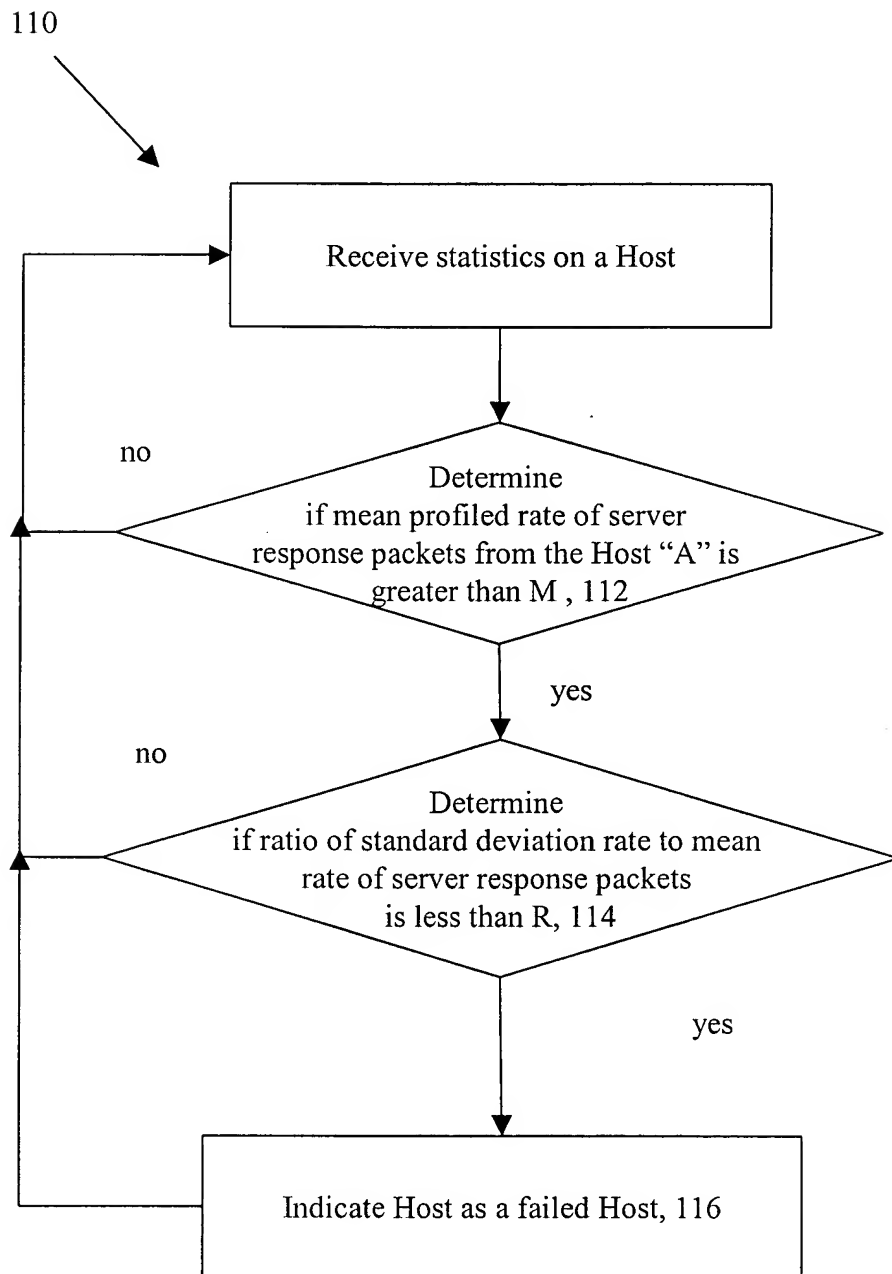 110
Receive statistics on a Host
no
Determine
if mean profiled rate of server
response packets from the Host “A” is
greater than M , 112
yes
no
Determine
if ratio of standard deviation rate to mean
rate of server response packets
is less than R, 114
yes
Indicate Host as a failed Host, 116